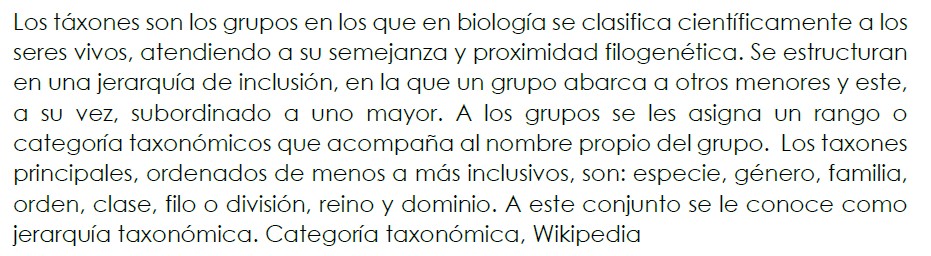 Los táxones son los grupos en los que en biología se clasifica científicamente a los
seres vivos, atendiendo a su semejanza y proximidad filogenética. Se estructuran
en una jerarquía de inclusión, en la que un grupo abarca a otros menores y este,
a su vez, subordinado a uno mayor. A los grupos se les asigna un rango o
categoría taxonómicos que acompaña al nombre propio del grupo.  Los taxones
principales, ordenados de menos a más inclusivos, son: especie, género, familia,
orden, clase, filo o división, reino y dominio. A este conjunto se le conoce como
jerarquía taxonómica. Categoría taxonómica, Wikipedia